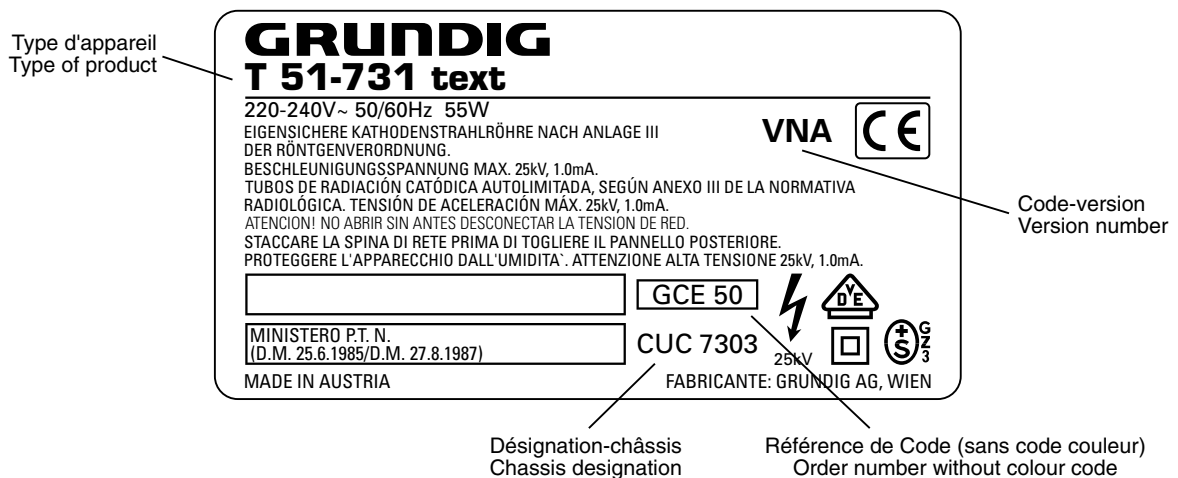 Type d'appareil
Type of product
GRUNDIG
T 51-731 text
220-240V~ 50/60Hz 55W
EIGENSICHERE KATHODENSTRAHLRÖHRE NACH ANLAGE III
DER RÖNTGENVERORDNUNG.
BESCHLEUNIGUNGSSPANNUNG MAX. 25kV, 1.0mA.
TUBOS DE RADIACIÓN CATÓDICA AUTOLIMITADA, SEGÚN ANEXO III DE LA NORMATIVA
RADIOLÓGICA. TENSIÓN DE ACELERACIÓN MÁX. 25kV, 1.0mA.
ATENCION! NO ABRIR SIN ANTES DESCONECTAR LA TENSION DE RED.
STACCARE LA SPINA DI RETE PRIMA DI TOGLIERE IL PANNELLO POSTERIORE.
PROTEGGERE L'APPARECCHIO DALL'UMIDITA`. ATTENZIONE ALTA TENSIONE 25kV, 1.0mA.
VNA CE
Code-version
Version number
GCE 50
DVE
MINISTERO P.T. N.
(D.M. 25.6.1985/D.M. 27.8.1987)
CUC 7303
25kV
+S
GZ3
MADE IN AUSTRIA
FABRICANTE: GRUNDIG AG, WIEN
Désignation-châssis
Chassis designation
Référence de Code (sans code couleur)
Order number without colour code